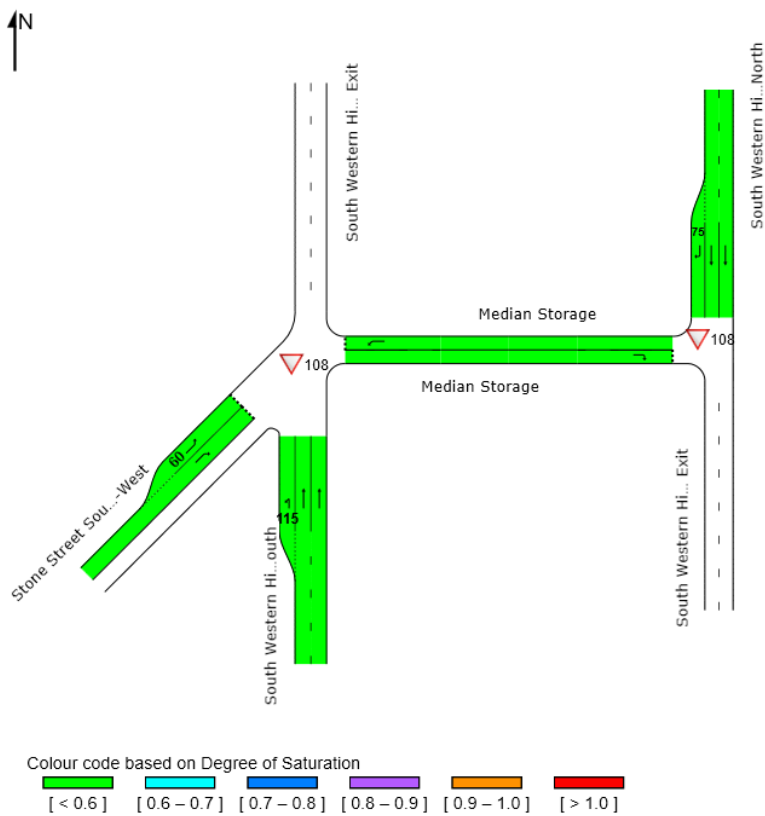 N
South Western Hi... Exit
South Western Hi...North
75
Median Storage
108
108
Median Storage
60
Stone Street Sou...-West
115
South Western Hi...outh
South Western Hi... Exit
Colour code based on Degree of Saturation
[ < 0.6 ] [ 0.6 – 0.7 ] [ 0.7 – 0.8 ] [ 0.8 – 0.9 ] [ 0.9 – 1.0 ] [ > 1.0 ]